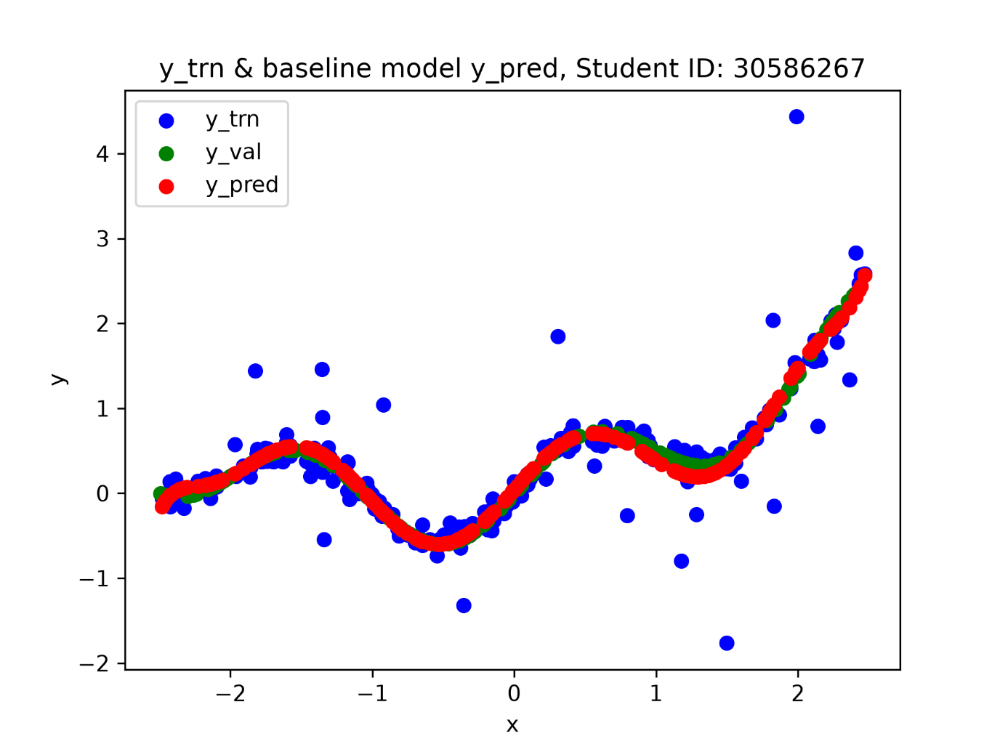 y_trn & baseline model y_pred, Student ID: 30586267
y_trn
y_val
y_pred
4
3
2
1
0
−1
−2
y
−2 −1 0 1 2
x